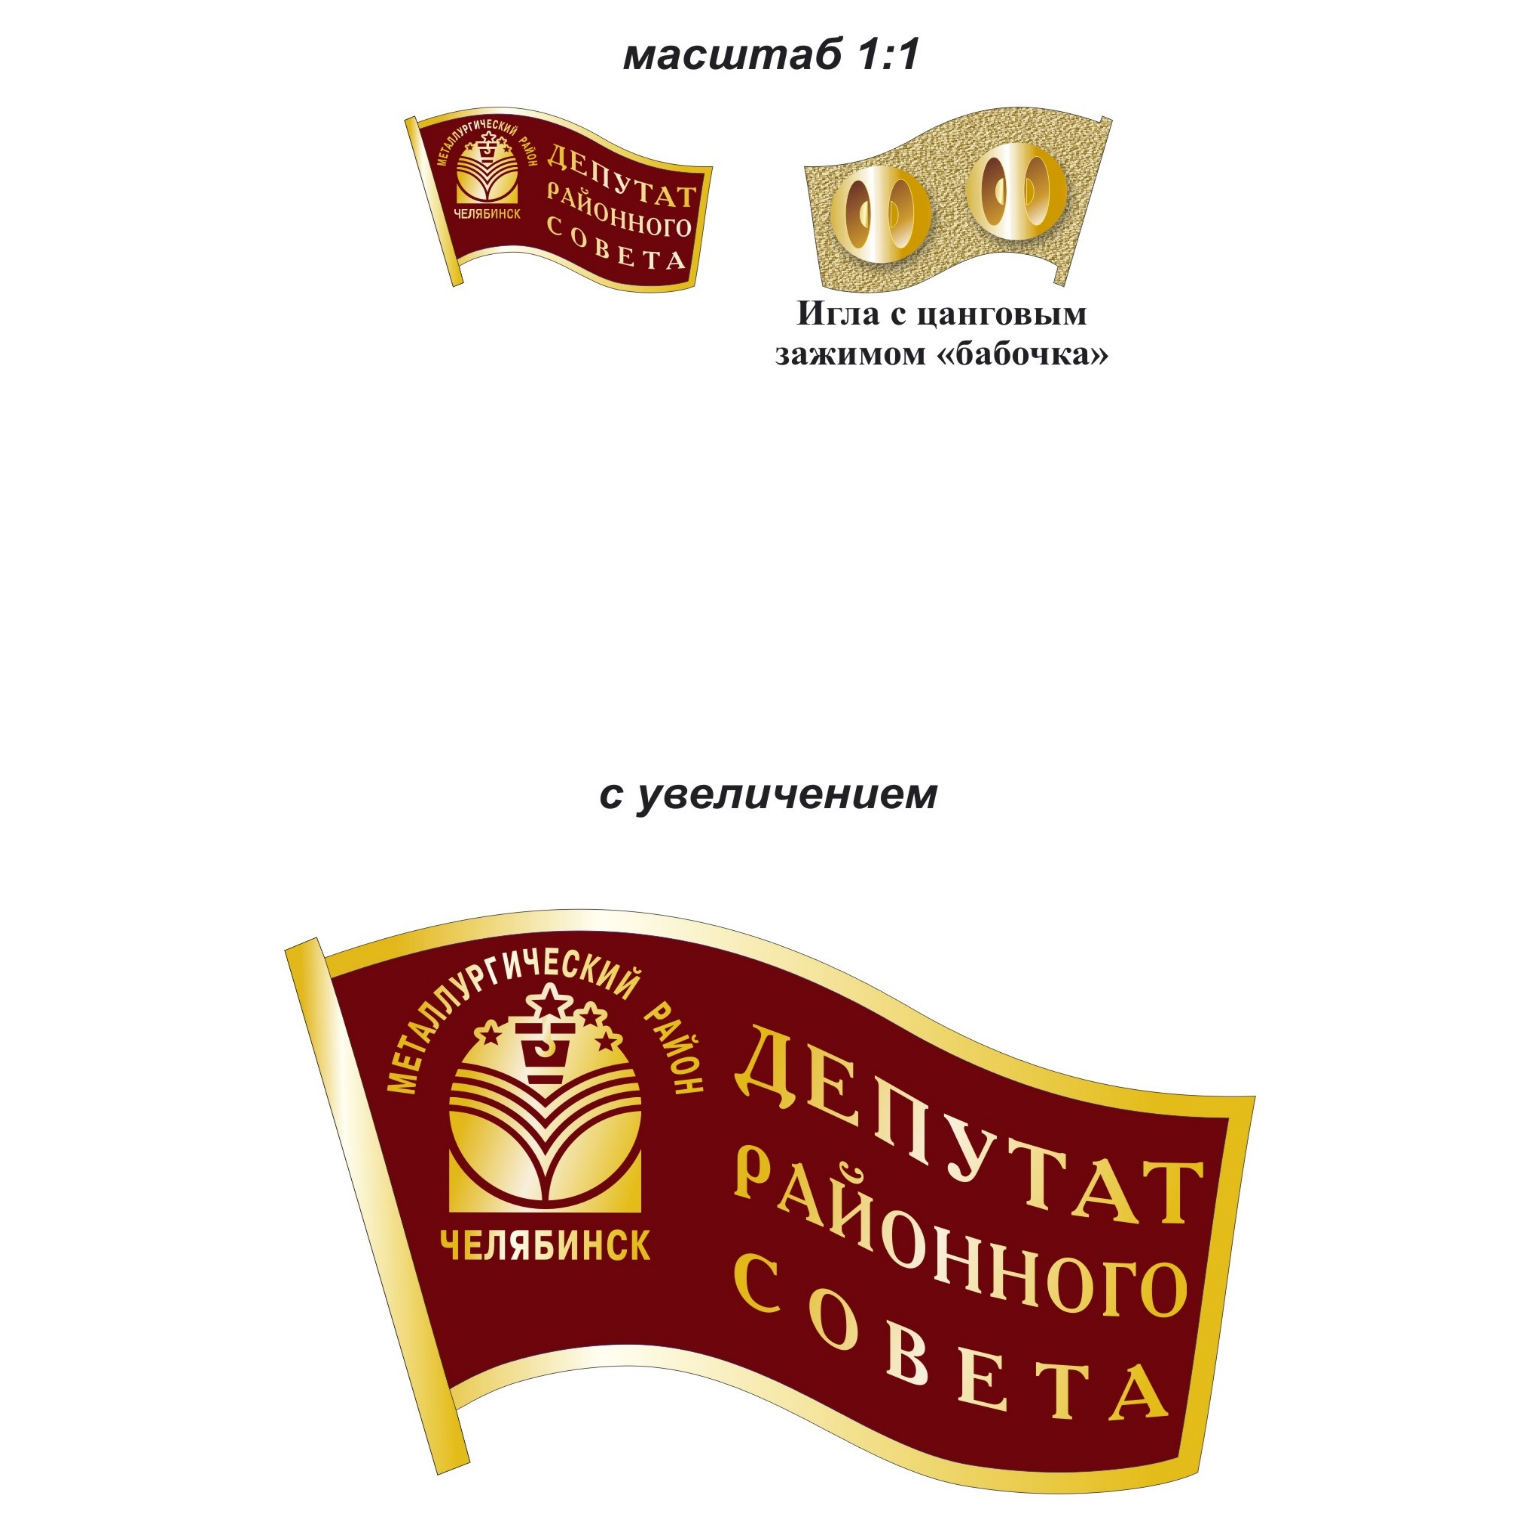 масштаб 1:1
МЕТАЛЛУРГИЧЕСКИЙ РАЙОН
ЧЕЛЯБИНСК
ДЕПУТАТ
РАЙОННОГО
СОВЕТА
Игла с цанговым
зажимом «бабочка»
с увеличением
МЕТАЛЛУРГИЧЕСКИЙ РАЙОН
ЧЕЛЯБИНСК
ДЕПУТАТ
РАЙОННОГО
СОВЕТА